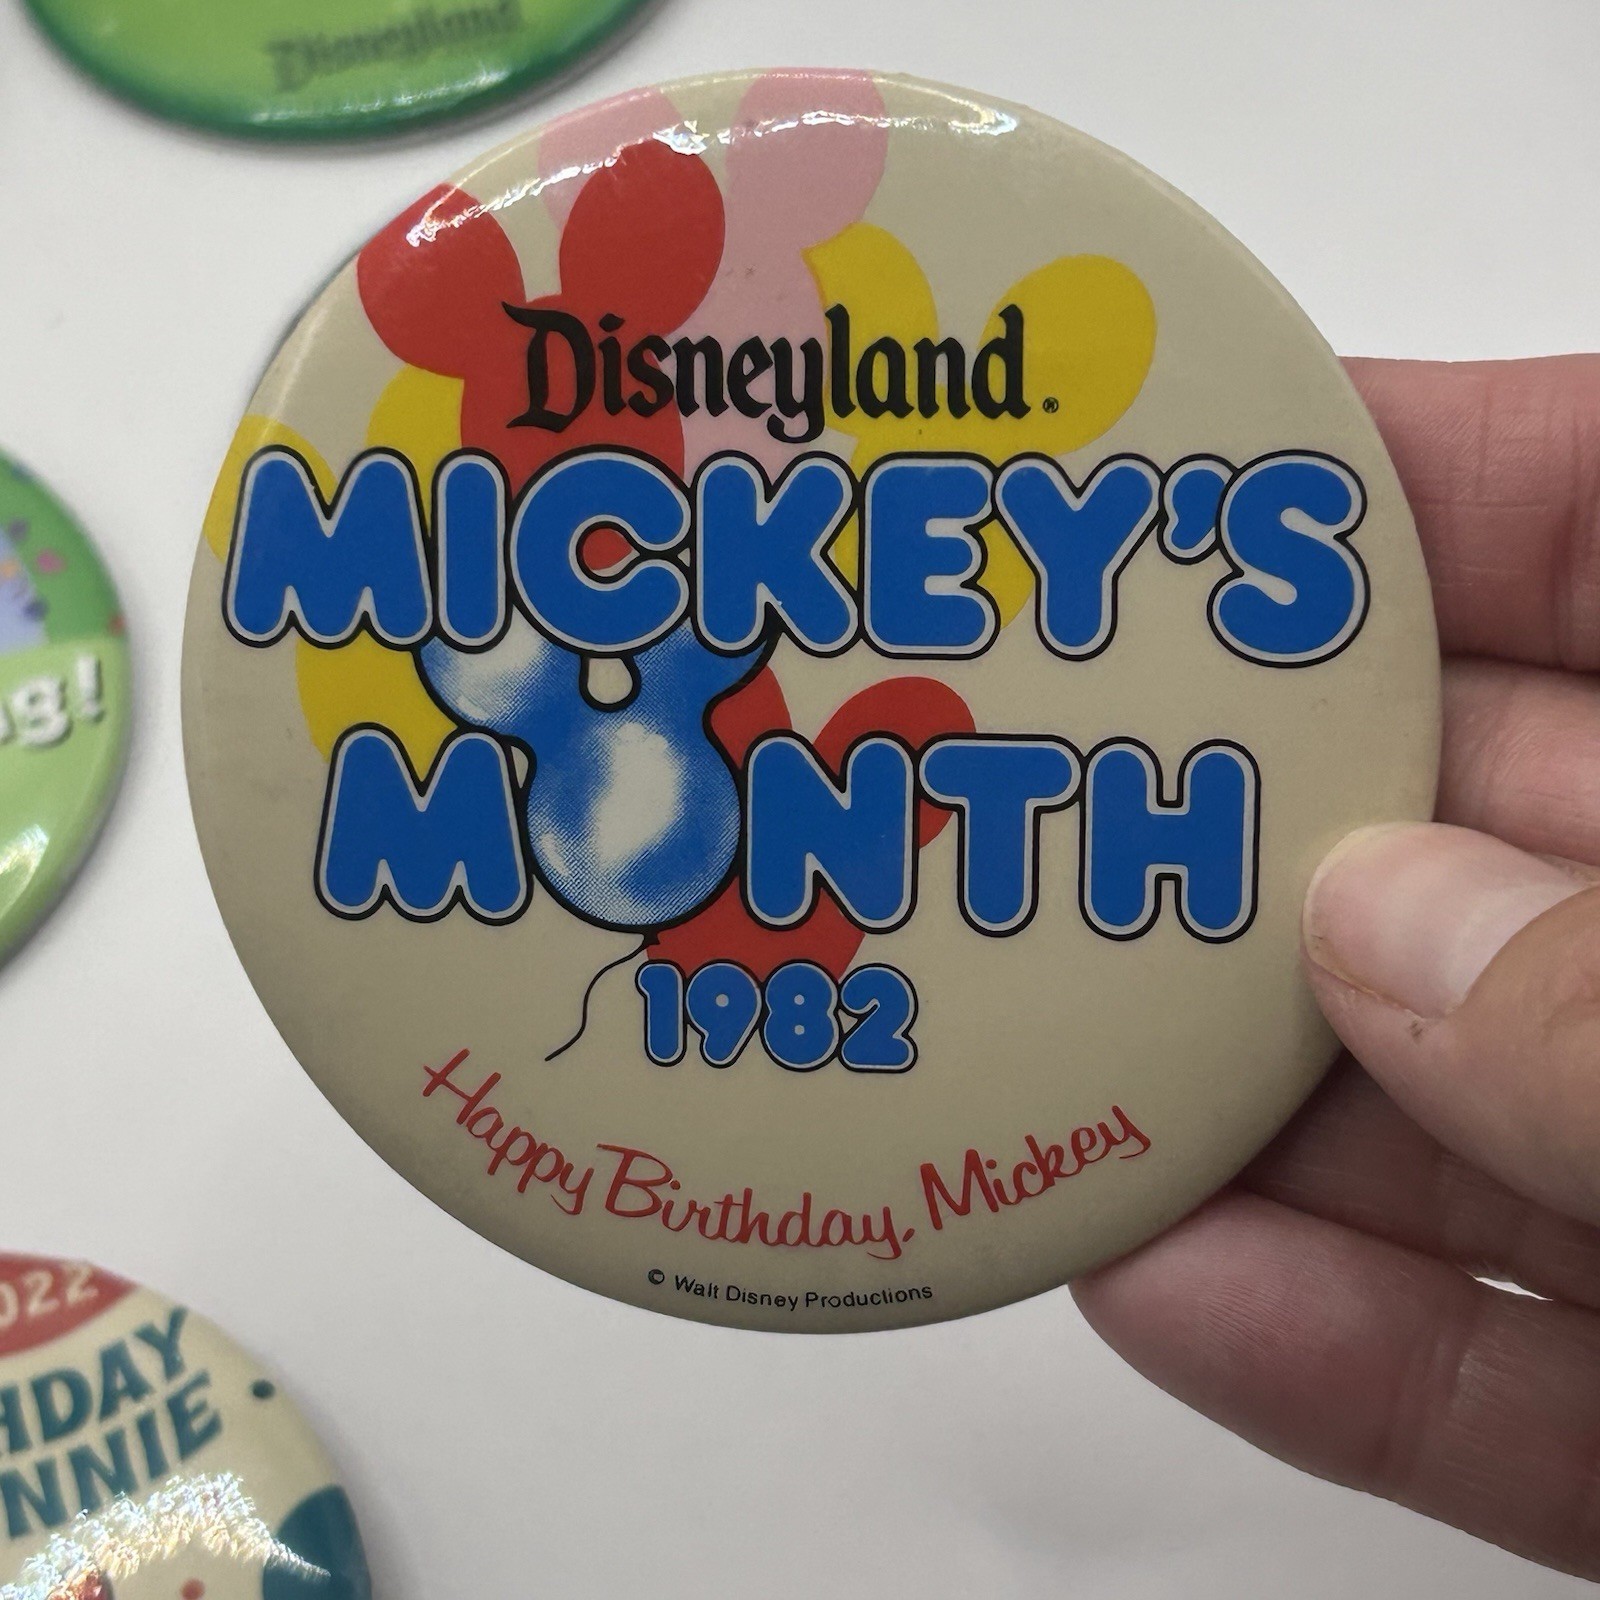 Disneyland
Disneyland®
MICKEY'S
MONTH
1982
Happy Birthday, Mickey
© Walt Disney Productions
g!
022
HDAY
NNIE